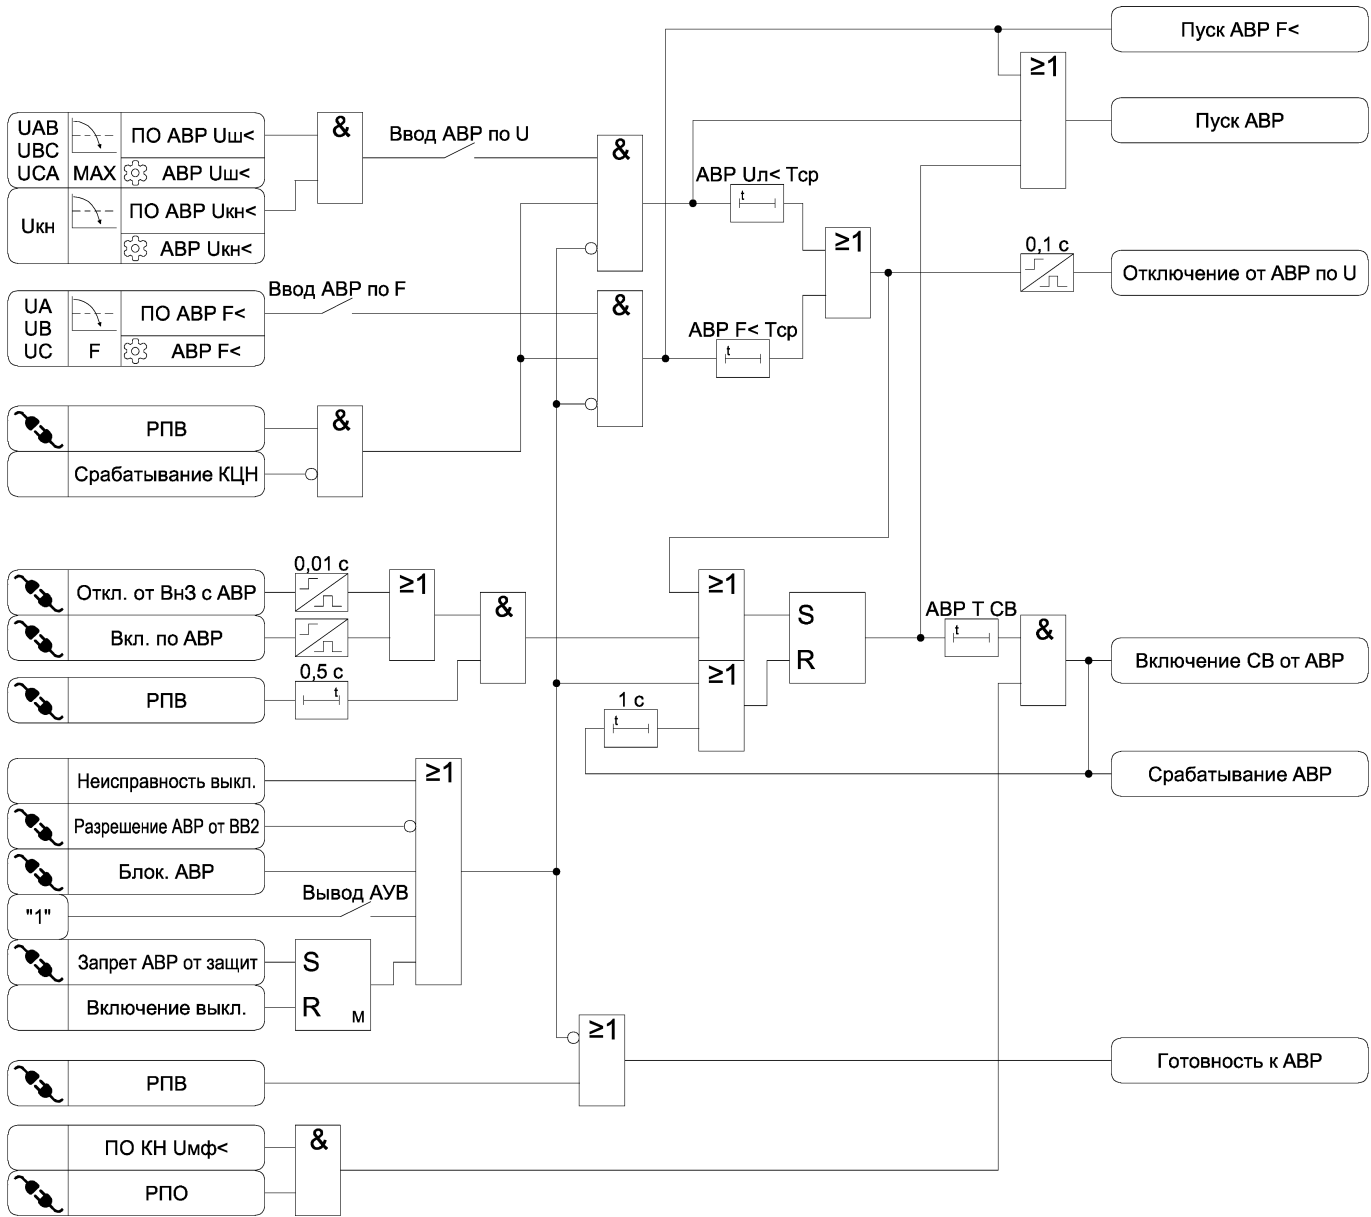 Пуск АВР F<
≥1
Пуск АВР
UAB
UBC
UCA
MAX
ПО АВР Uш<
АВР Uш<
&
Ввод АВР по U
&
АВР Uл< Тср
t
Uкн
ПО АВР Uкн<
АВР Uкн<
≥1
0,1 с
Отключение от АВР по U
UA
UB
UC
F
ПО АВР F<
АВР F<
Ввод АВР по F
&
АВР F< Тср
t
РПВ
Срабатывание КЦН
&
Откл. от ВнЗ с АВР
0,01 с
≥1
Вкл. по АВР
&
РПВ
0,5 с
t
≥1
≥1
1 с
t
S
R
АВР Т СВ
t
&
Включение СВ от АВР
Срабатывание АВР
Неисправность выкл.
Разрешение АВР от ВВ2
Блок. АВР
"1"
Вывод АУВ
≥1
Запрет АВР от защит
Включение выкл.
S
R
М
≥1
РПВ
Готовность к АВР
ПО КН Uмф<
РПО
&